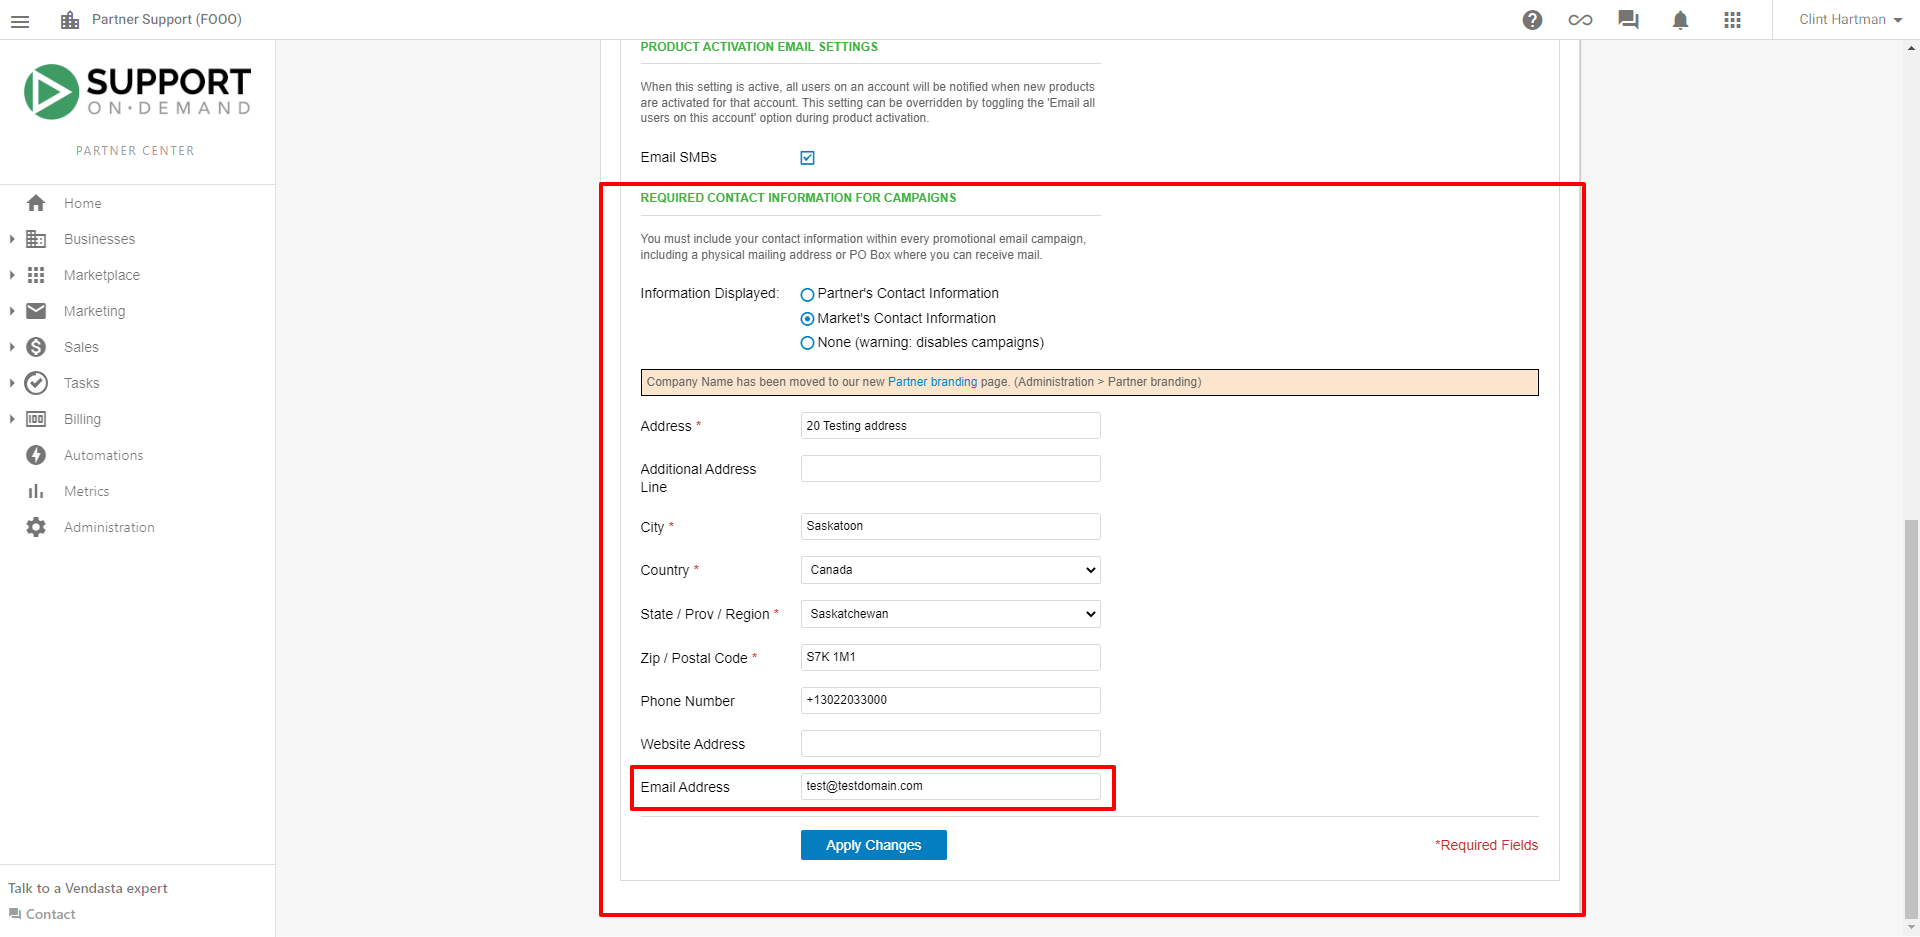 Partner Support (FOOO)
Clint Hartman
SUPPORT
ON·DEMAND
PARTNER CENTER
Home
Businesses
Marketplace
Marketing
Sales
Tasks
Billing
Automations
Metrics
Administration
Talk to a Vendasta expert
Contact
PRODUCT ACTIVATION EMAIL SETTINGS
When this setting is active, all users on an account will be notified when new products
are activated for that account. This setting can be overridden by toggling the 'Email all
users on this account' option during product activation.
Email SMBs
REQUIRED CONTACT INFORMATION FOR CAMPAIGNS
You must include your contact information within every promotional email campaign,
including a physical mailing address or PO Box where you can receive mail.
Information Displayed: Partner's Contact Information
Market's Contact Information
None (warning: disables campaigns)
Company Name has been moved to our new Partner branding page. (Administration > Partner branding)
Address * 20 Testing address
Additional Address
Line
City * Saskatoon
Country * Canada
State / Prov / Region * Saskatchewan
Zip / Postal Code * S7K 1M1
Phone Number +13022033000
Website Address
Email Address test@testdomain.com
Apply Changes
*Required Fields